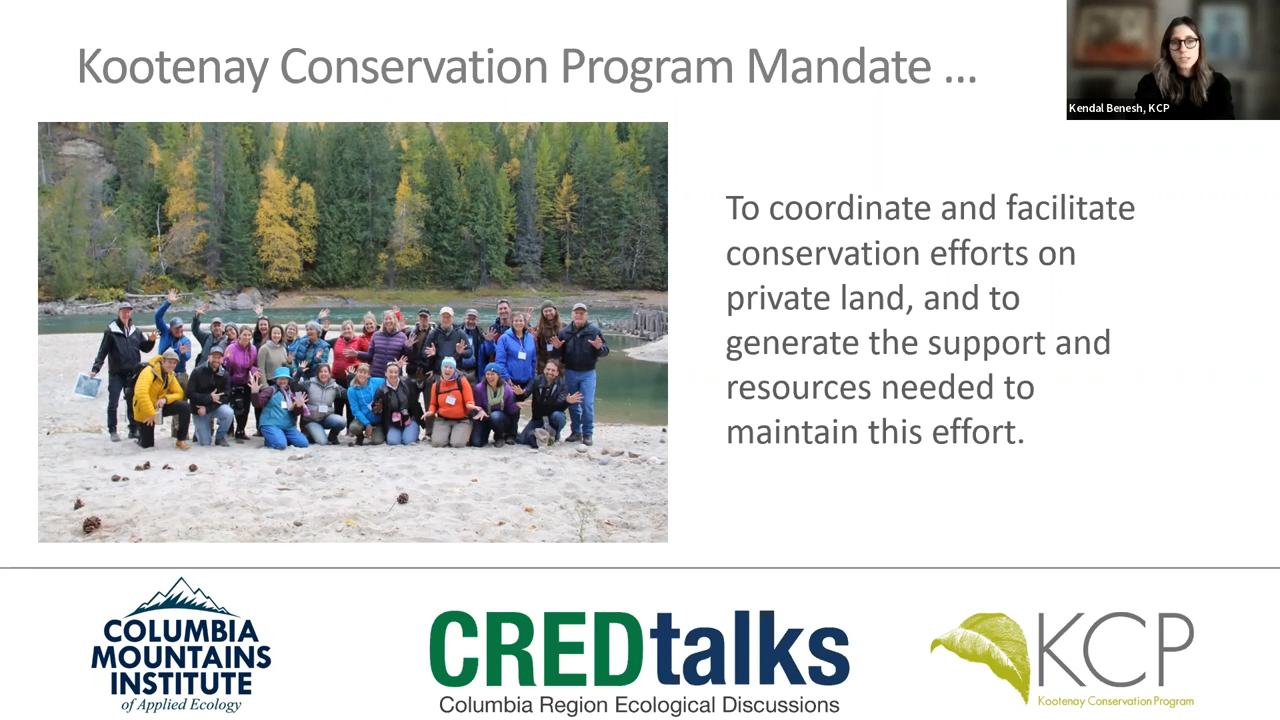 Kootenay Conservation Program Mandate ...
Kendal Benesh, KCP
To coordinate and facilitate
conservation efforts on
private land, and to
generate the support and
resources needed to
maintain this effort.
COLUMBIA
MOUNTAINS
INSTITUTE
of Applied Ecology
CREDtalks
Columbia Region Ecological Discussions
KCP
Kootenay Conservation Program